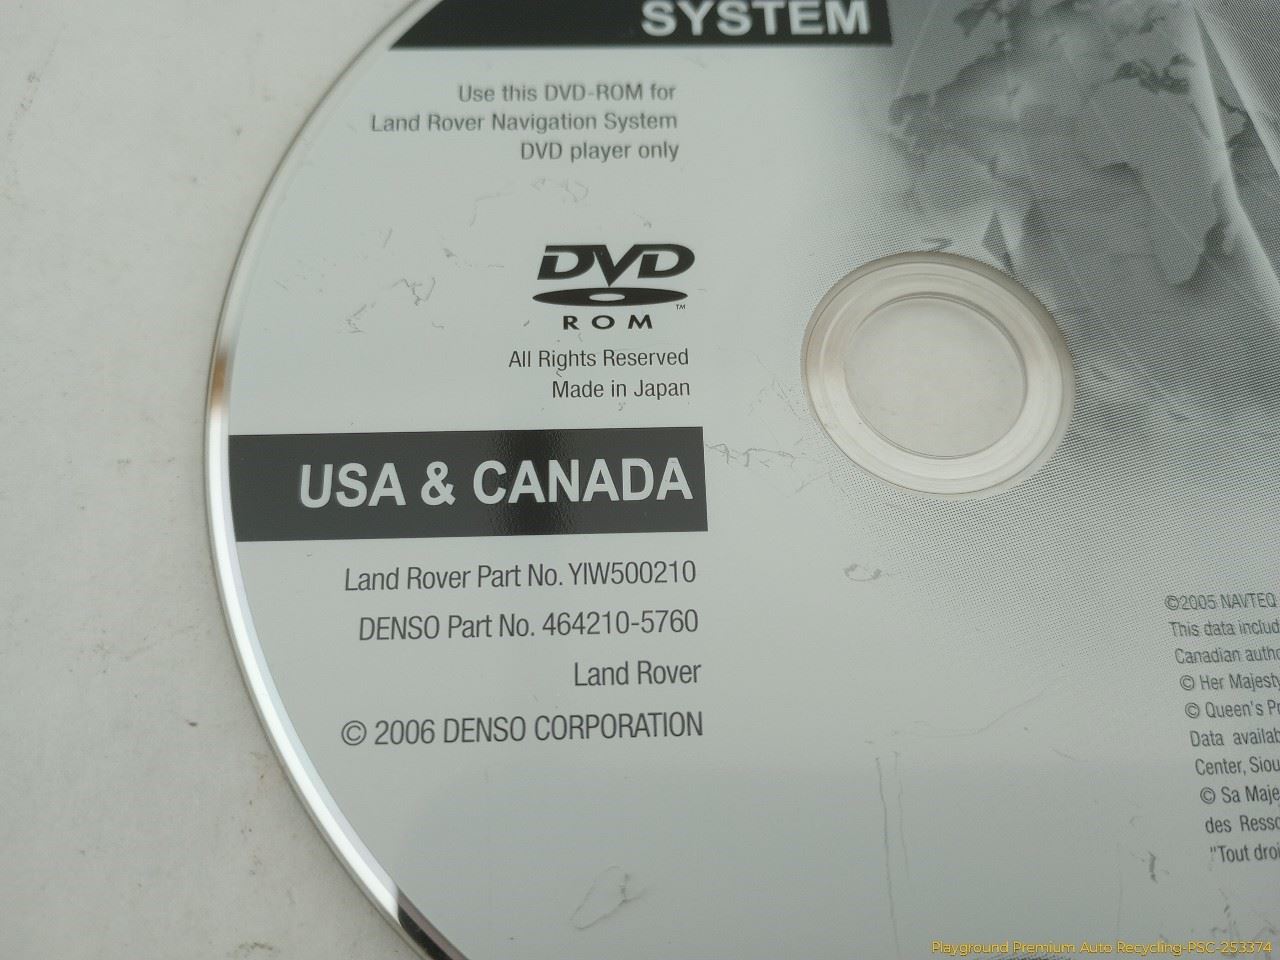 SYSTEM
Use this DVD-ROM for
Land Rover Navigation System
DVD player only
DVD
™
ROM
All Rights Reserved
Made in Japan
USA & CANADA
Land Rover Part No. YIW500210
DENSO Part No. 464210-5760
Land Rover
© 2006 DENSO CORPORATION
©2005 NAVTEQ
This data includ
Canadian autho
© Her Majesty
© Queen's Pr
Data availab
Center, Siou
© Sa Maje
des Resso
"Tout droi
Playground Premium Auto Recycling-PSC-253374